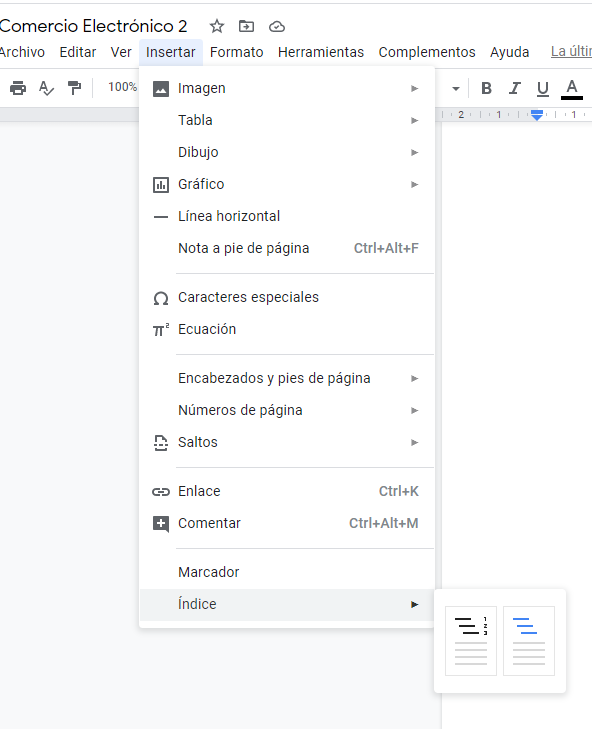 Comercio Electrónico 2
Archivo Editar Ver Insertar Formato Herramientas Complementos Ayuda La últi
100% B I U A
2 1 1
Imagen
Tabla
Dibujo
Gráfico
Línea horizontal
Nota a pie de página Ctrl+Alt+F
Ω Caracteres especiales
π² Ecuación
Encabezados y pies de página
Números de página
Saltos
Enlace Ctrl+K
Comentar Ctrl+Alt+M
Marcador
Índice
1
2
3